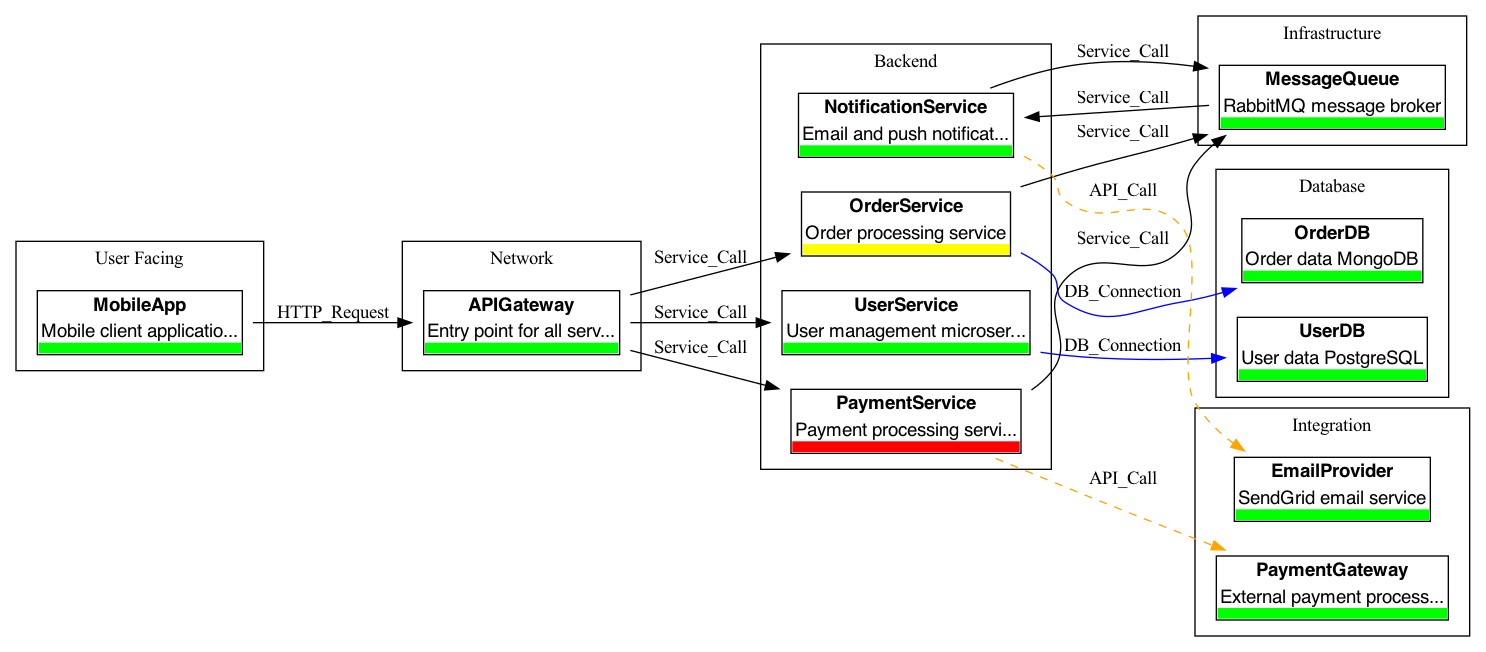 User Facing
MobileApp
Mobile client applicatio...
HTTP_Request
Network
APIGateway
Entry point for all serv...
Service_Call
Service_Call
Service_Call
Backend
NotificationService
Email and push notificat...
OrderService
Order processing service
UserService
User management microser...
PaymentService
Payment processing servi...
Service_Call
Service_Call
Service_Call
API_Call
Service_Call
DB_Connection
DB_Connection
API_Call
Infrastructure
MessageQueue
RabbitMQ message broker
Database
OrderDB
Order data MongoDB
UserDB
User data PostgreSQL
Integration
EmailProvider
SendGrid email service
PaymentGateway
External payment process...